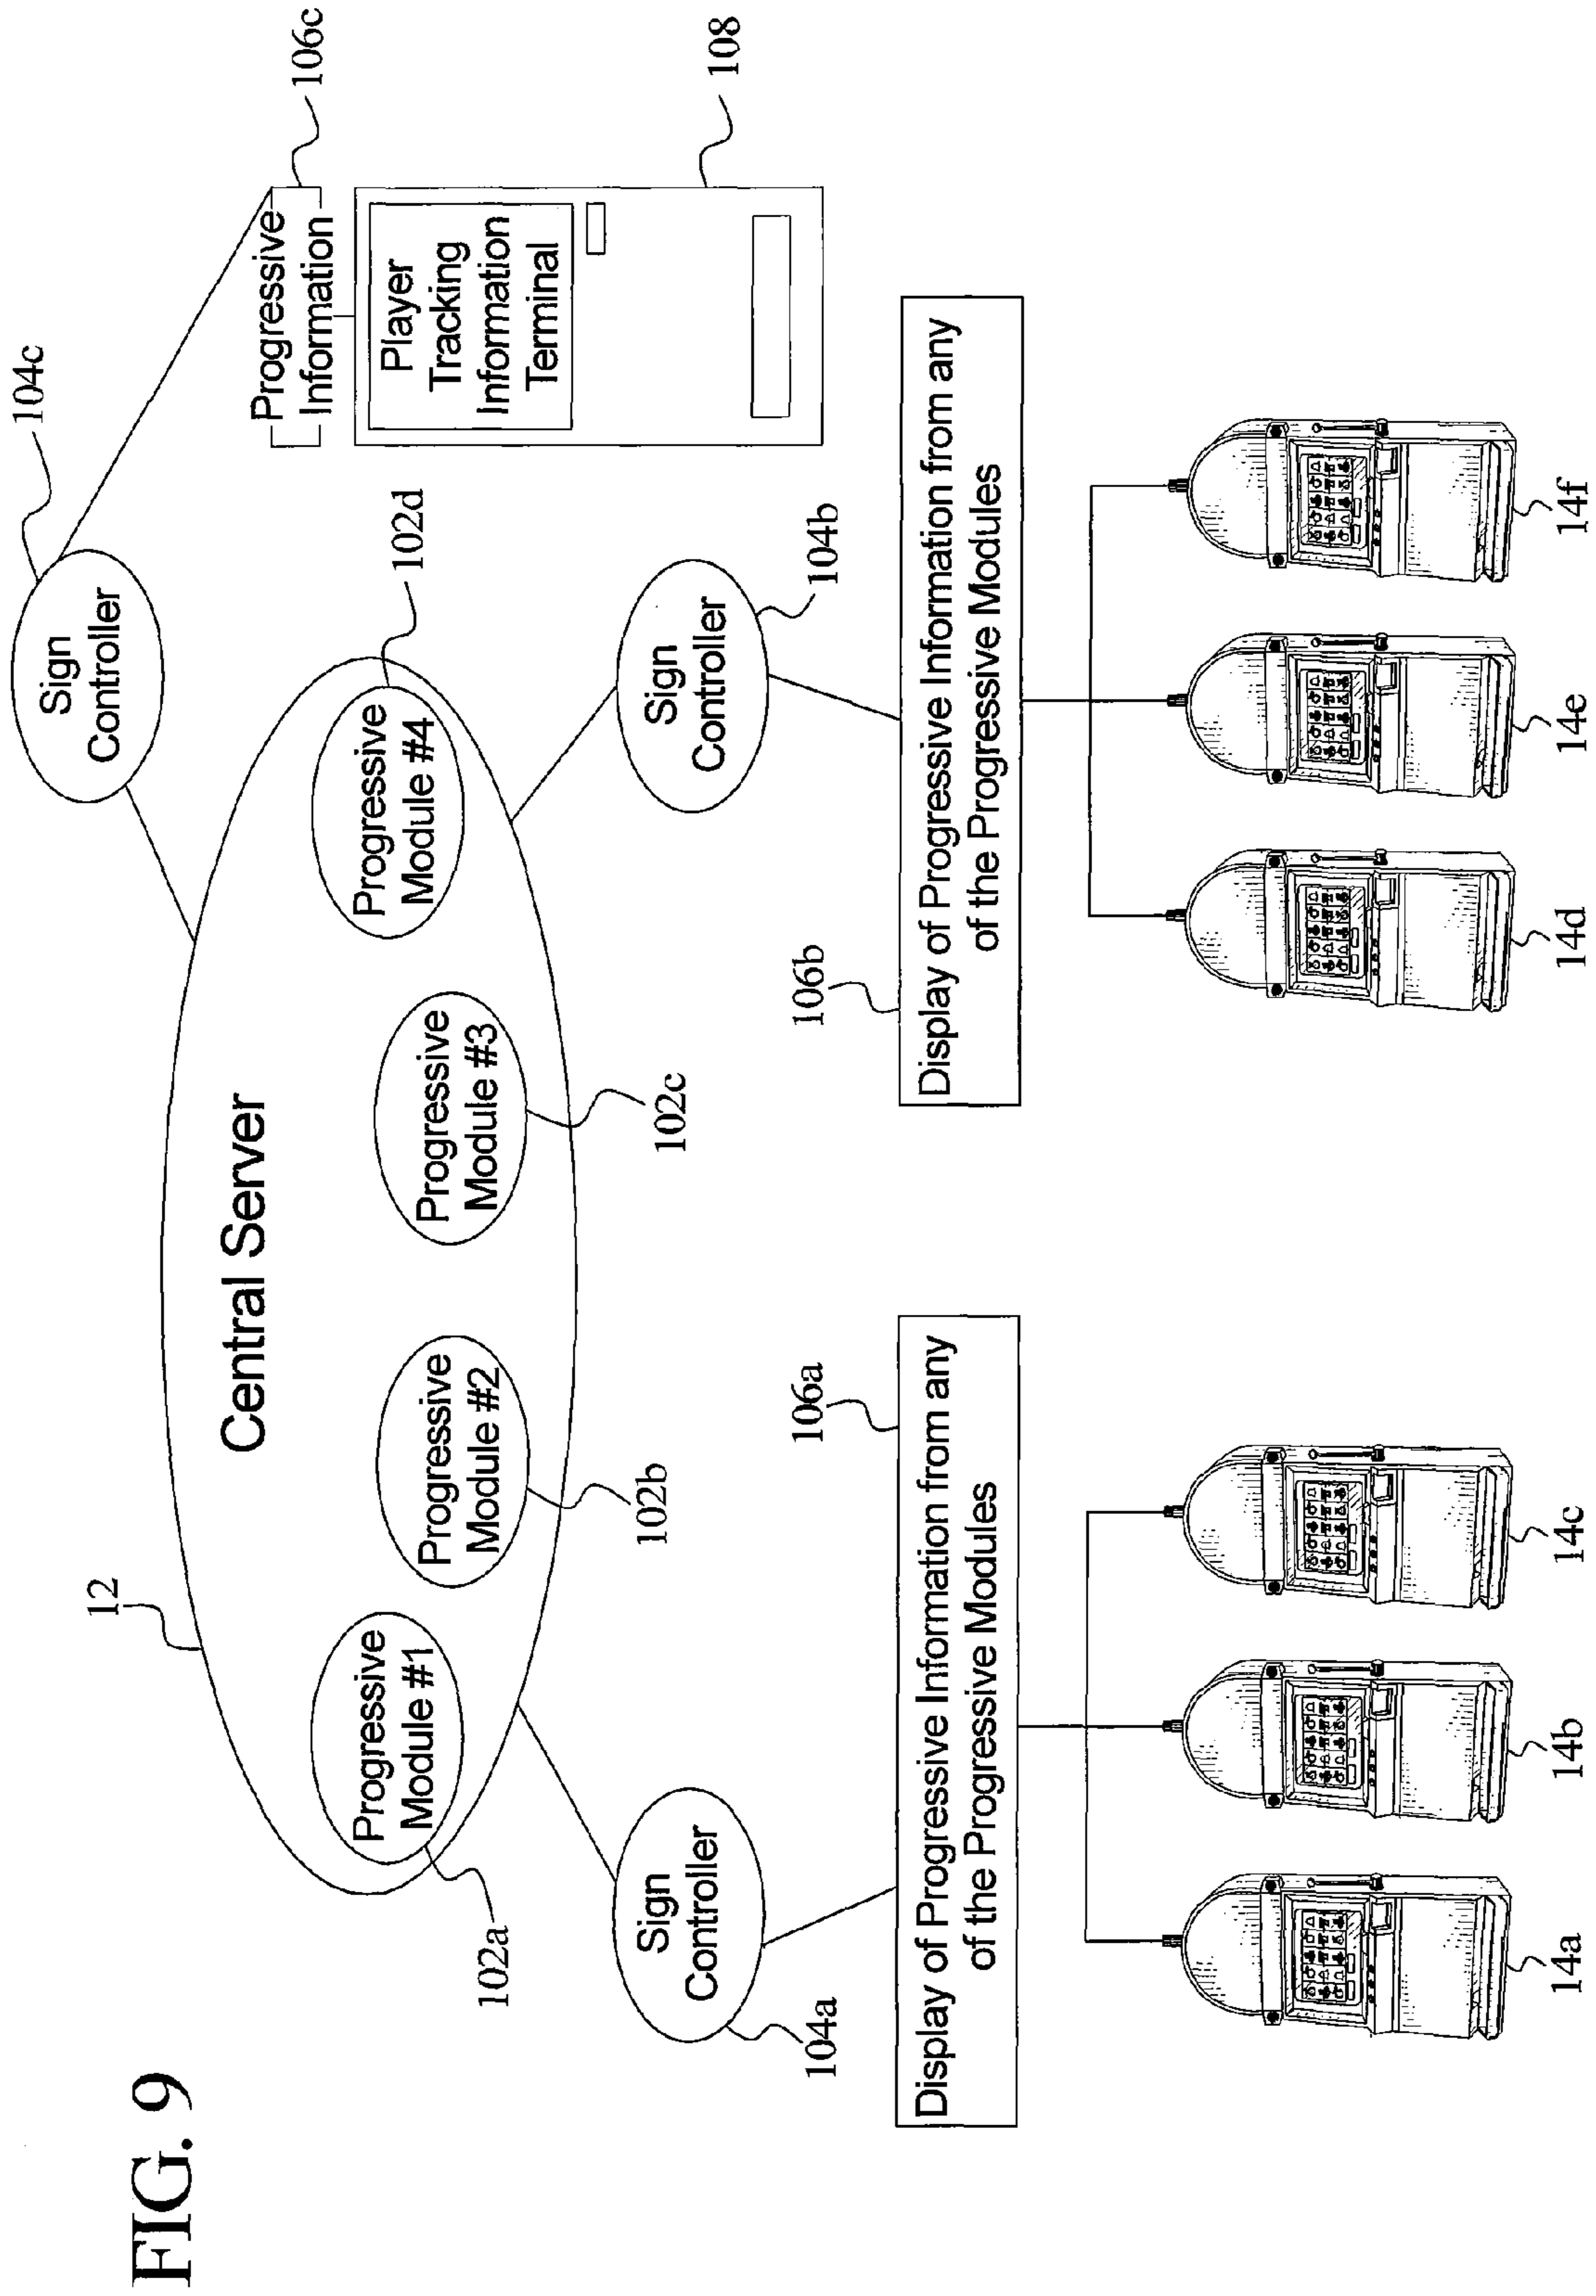 FIG. 9
12
Central Server
Progressive
Module #1
102a
Progressive
Module #2
102b
Progressive
Module #3
102c
Progressive
Module #4
102d
Sign
Controller
104c
Progressive
Information
106c
Player
Tracking
Information
Terminal
108
Sign
Controller
104a
Sign
Controller
104b
Display of Progressive Information from any
of the Progressive Modules
106a
Display of Progressive Information from any
of the Progressive Modules
106b
14a
14b
14c
14d
14e
14f